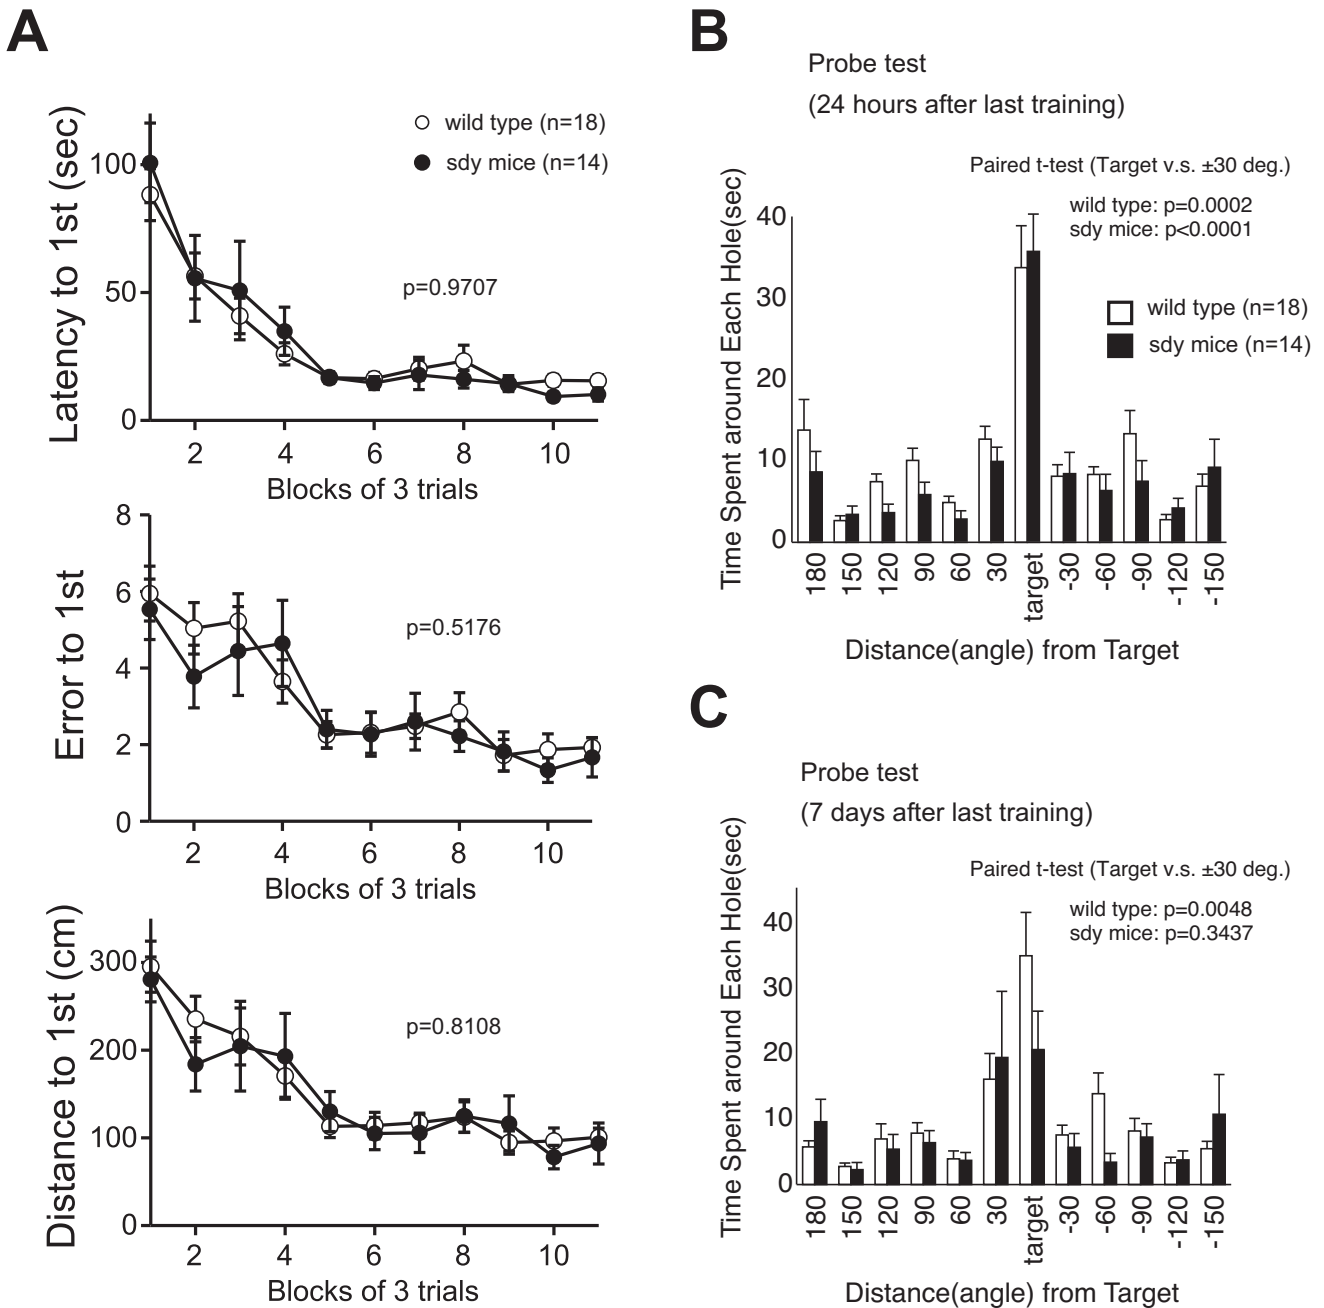 A
Latency to 1st (sec)
100
50
0
wild type (n=18)
sdy mice (n=14)
p=0.9707
2 4 6 8 10
Blocks of 3 trials
Error to 1st
8
6
4
2
0
p=0.5176
2 4 6 8 10
Blocks of 3 trials
Distance to 1st (cm)
300
200
100
0
p=0.8108
2 4 6 8 10
Blocks of 3 trials
B
Probe test
(24 hours after last training)
Paired t-test (Target v.s. ±30 deg.)
wild type: p=0.0002
sdy mice: p<0.0001
wild type (n=18)
sdy mice (n=14)
Time Spent around Each Hole(sec)
40
30
20
10
0
180 150 120 90 60 30 target -30 -60 -90 -120 -150
Distance(angle) from Target
C
Probe test
(7 days after last training)
Paired t-test (Target v.s. ±30 deg.)
wild type: p=0.0048
sdy mice: p=0.3437
Time Spent around Each Hole(sec)
40
30
20
10
0
180 150 120 90 60 30 target -30 -60 -90 -120 -150
Distance(angle) from Target